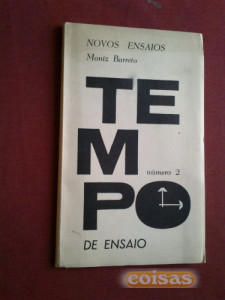 NOVOS ENSAIOS
Moniz Barreto
TE
M
número 2
PO
DE ENSAIO
coisas